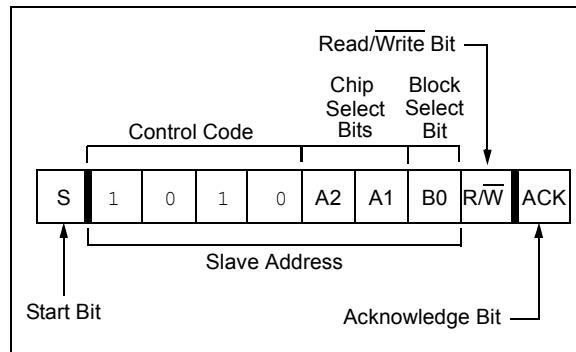 Read/Write Bit
Chip Select Bits
Block Select Bit
Control Code
S 1 0 1 0 A2 A1 B0 R/W ACK
Slave Address
Start Bit
Acknowledge Bit